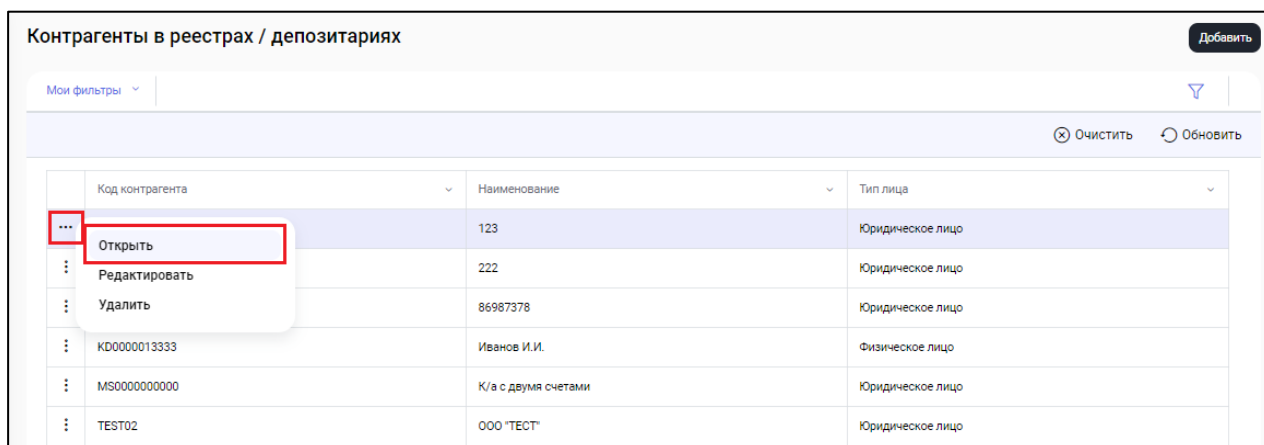 Контрагенты в реестрах / депозитариях
Добавить
Мои фильтры
Очистить Обновить
Код контрагента Наименование Тип лица
123 Юридическое лицо
Открыть
222 Юридическое лицо
Редактировать
Удалить
86987378 Юридическое лицо
KD0000013333 Иванов И.И. Физическое лицо
MS0000000000 К/а с двумя счетами Юридическое лицо
TEST02 ООО "ТЕСТ" Юридическое лицо